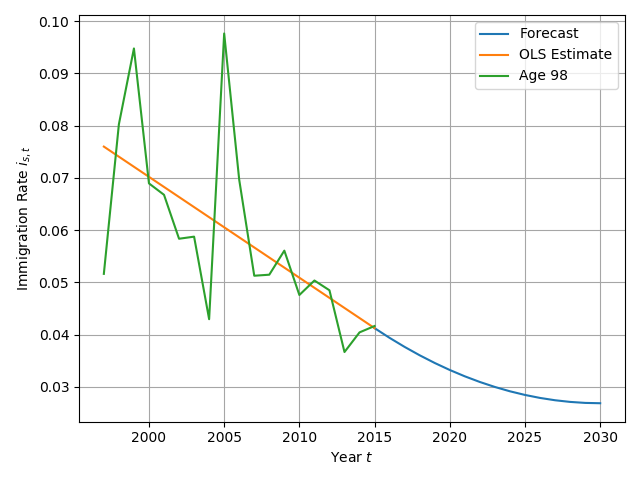 0.10
0.09
0.08
0.07
0.06
0.05
0.04
0.03
Immigration Rate i_{s,t}
Forecast
OLS Estimate
Age 98
2000 2005 2010 2015 2020 2025 2030
Year t